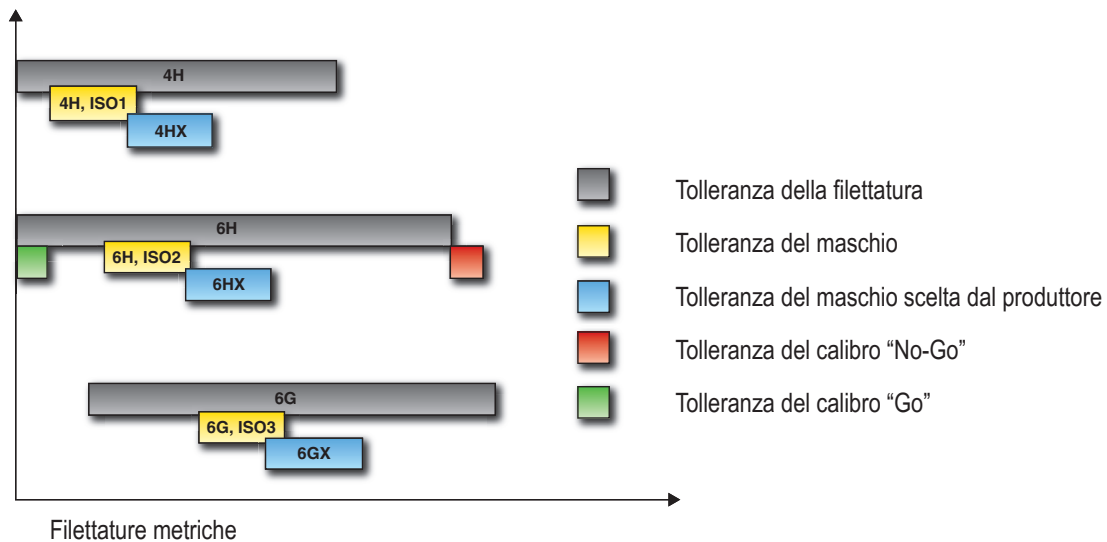 4H
4H, ISO1
4HX
6H
6H, ISO2
6HX
6G
6G, ISO3
6GX
Filettature metriche
Tolleranza della filettatura
Tolleranza del maschio
Tolleranza del maschio scelta dal produttore
Tolleranza del calibro “No-Go”
Tolleranza del calibro “Go”